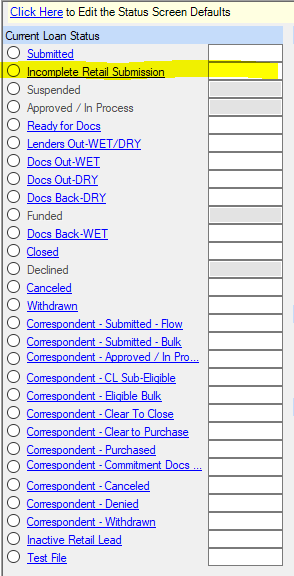 Click Here to Edit the Status Screen Defaults
Current Loan Status
Submitted
Incomplete Retail Submission
Suspended
Approved / In Process
Ready for Docs
Lenders Out-WET/DRY
Docs Out-WET
Docs Out-DRY
Docs Back-DRY
Funded
Docs Back-WET
Closed
Declined
Canceled
Withdrawn
Correspondent - Submitted - Flow
Correspondent - Submitted - Bulk
Correspondent - Approved / In Pro...
Correspondent - CL Sub-Eligible
Correspondent - Eligible Bulk
Correspondent - Clear To Close
Correspondent - Clear to Purchase
Correspondent - Purchased
Correspondent - Commitment Docs ...
Correspondent - Canceled
Correspondent - Denied
Correspondent - Withdrawn
Inactive Retail Lead
Test File